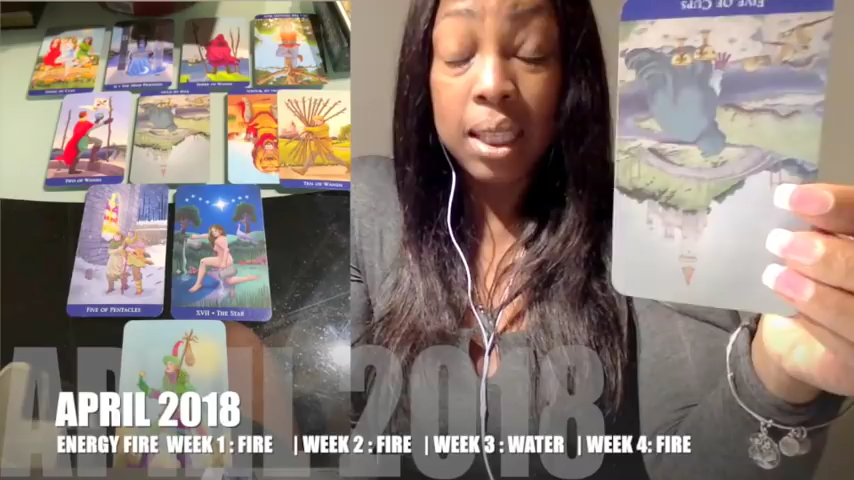 FIVE OF CUPS
TWO OF WANDS
TEN OF WANDS
FIVE OF PENTACLES
XVII • THE STAR
APRIL 2018
APRIL 2018
ENERGY FIRE WEEK 1 : FIRE | WEEK 2 : FIRE | WEEK 3 : WATER | WEEK 4: FIRE